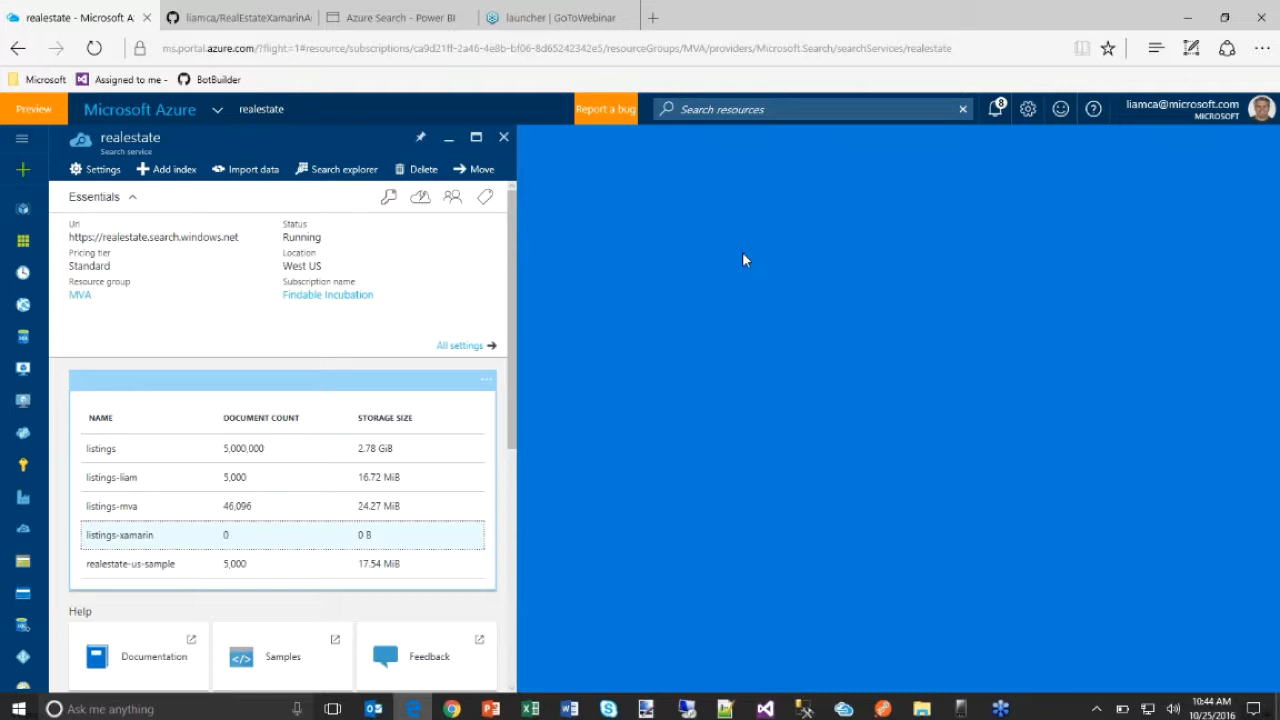 realestate - Microsoft A
liamca/RealEstateXamarinA
Azure Search - Power BI
launcher | GoToWebinar
ms.portal.azure.com/?flight=1#resource/subscriptions/ca9d21ff-2a46-4e8b-bf06-8d65242342e5/resourceGroups/MVA/providers/Microsoft.Search/searchServices/realestate
Microsoft
Assigned to me -
BotBuilder
Preview
Microsoft Azure
realestate
Report a bug
Search resources
8
liamca@microsoft.com
MICROSOFT
realestate
Search service
Settings
Add index
Import data
Search explorer
Delete
Move
Essentials
Url
https://realestate.search.windows.net
Status
Running
Pricing tier
Standard
Location
West US
Resource group
MVA
Subscription name
Findable Incubation
All settings
NAME DOCUMENT COUNT STORAGE SIZE
listings 5,000,000 2.78 GiB
listings-liam 5,000 16.72 MiB
listings-mva 46,096 24.27 MiB
listings-xamarin 0 0 B
realestate-us-sample 5,000 17.54 MiB
Help
Documentation
Samples
Feedback
Ask me anything
10:44 AM
10/25/2016